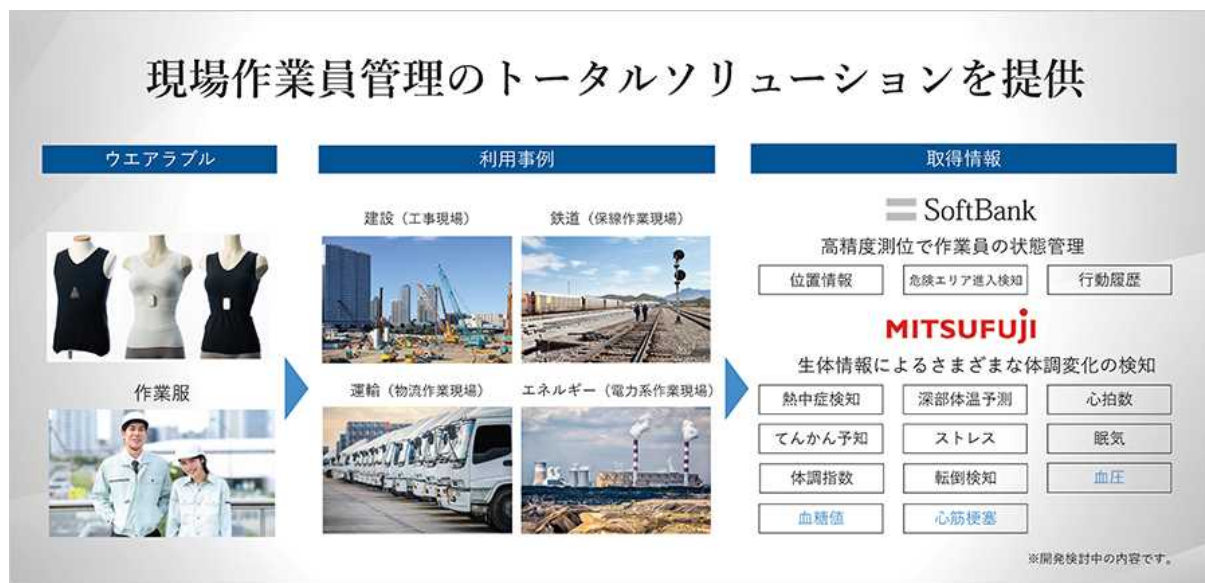 現場作業員管理のトータルソリューションを提供
ウエアラブル
作業服
利用事例
建設（工事現場）
鉄道（保線作業現場）
運輸（物流作業現場）
エネルギー（電力系作業現場）
取得情報
SoftBank
高精度測位で作業員の状態管理
位置情報
危険エリア進入検知
行動履歴
MITSUFUJI
生体情報によるさまざまな体調変化の検知
熱中症検知
深部体温予測
心拍数
てんかん予知
ストレス
眠気
体調指数
転倒検知
血圧
血糖値
心筋梗塞
※開発検討中の内容です。